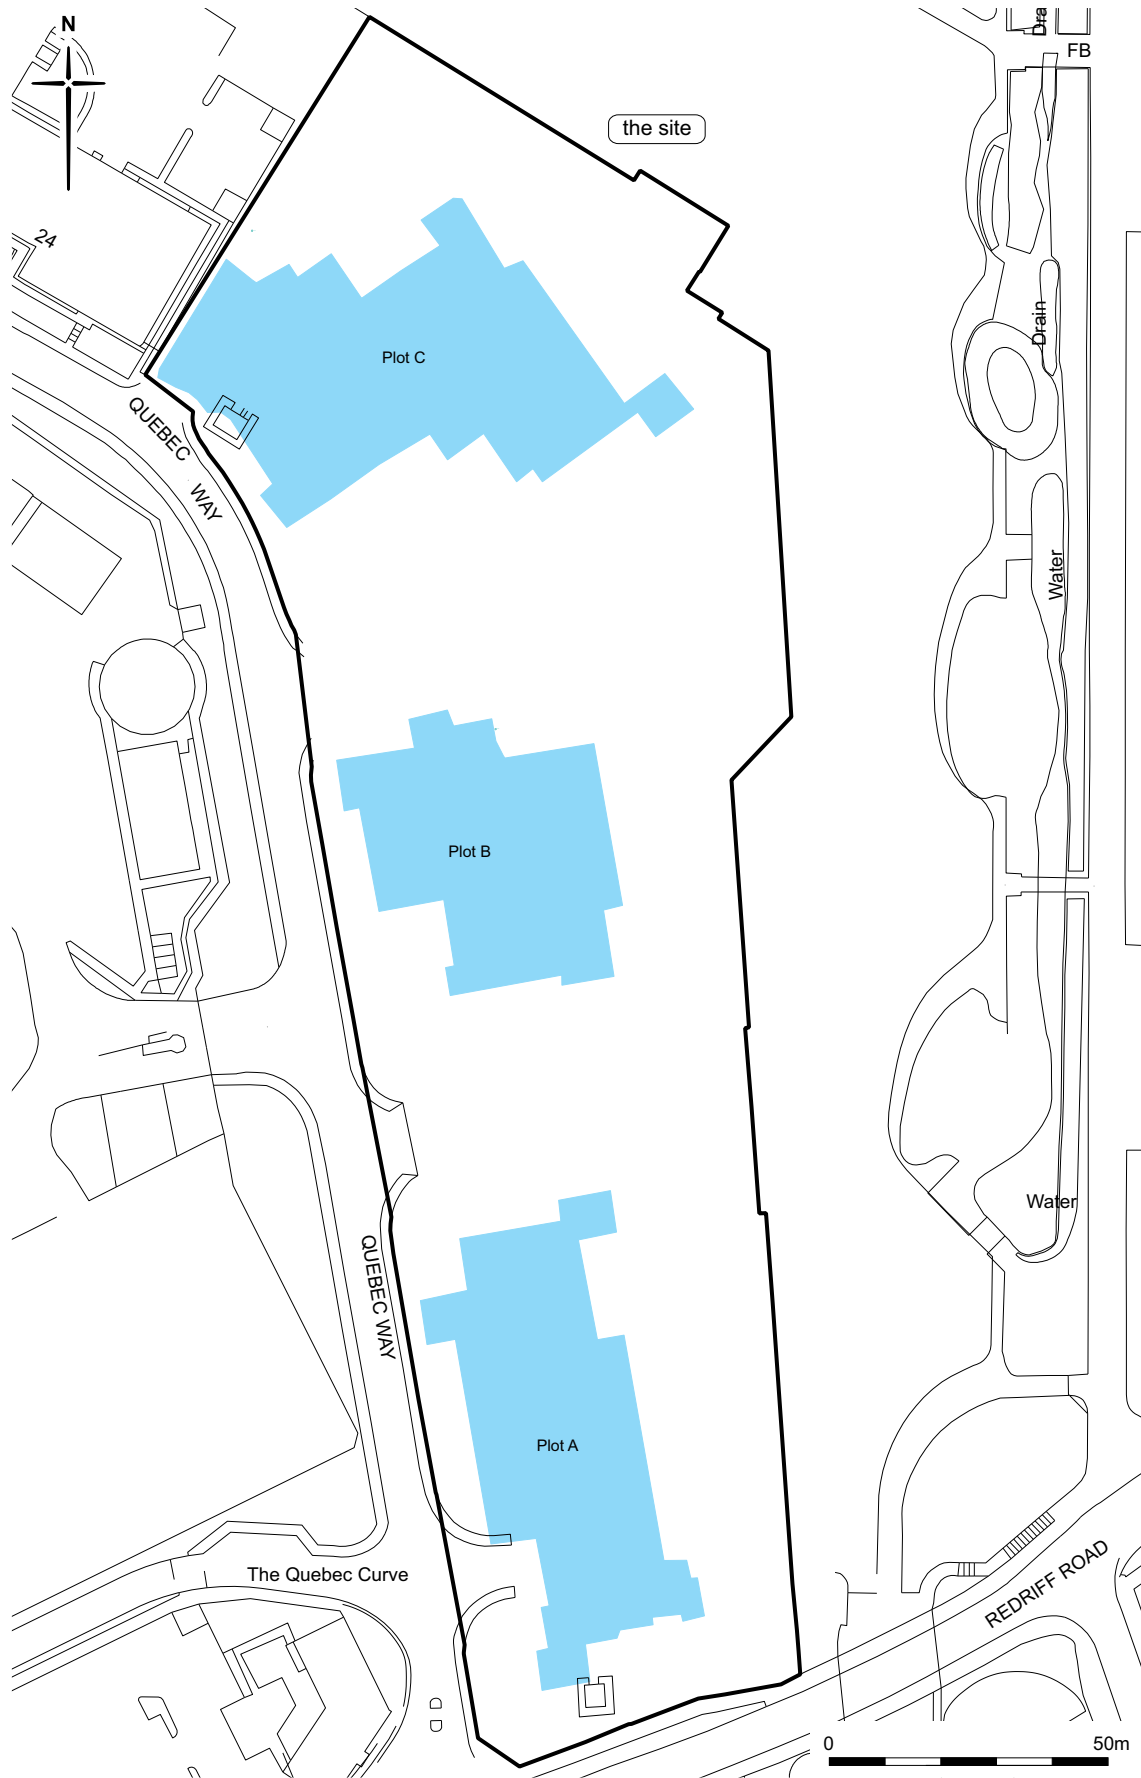 N
Dra
FB
the site
24
Drain
Plot C
QUEBEC
WAY
Water
Plot B
Water
QUEBEC WAY
Plot A
The Quebec Curve
REDRIFF ROAD
0
50m